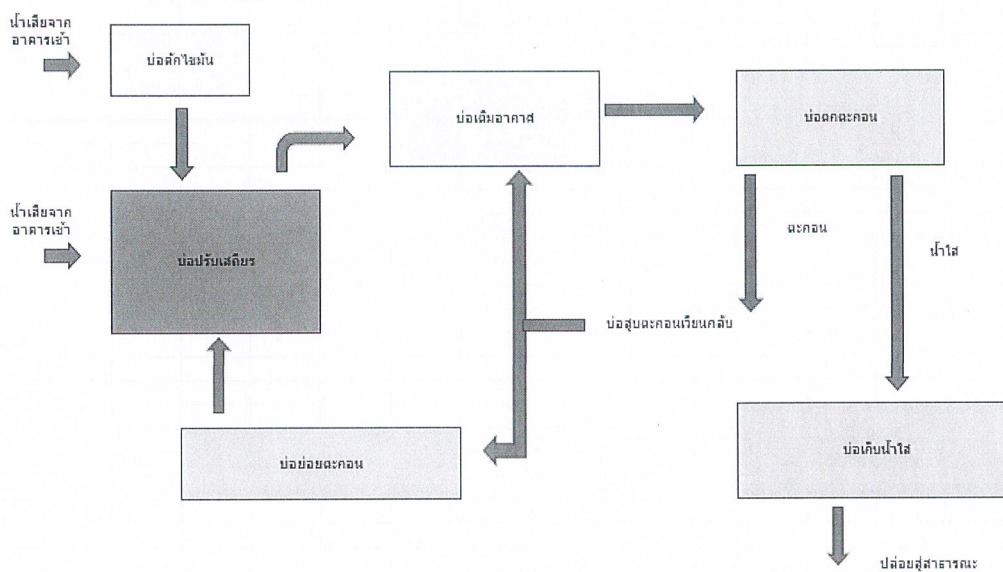 น้ำเสียจาก
อาคารเข้า
บ่อดักไขมัน
บ่อเติมอากาศ
บ่อตกตะกอน
น้ำเสียจาก
อาคารเข้า
บ่อปรับเสถียร
ตะกอน
น้ำใส
บ่อสูบตะกอนเวียนกลับ
บ่อย่อยตะกอน
บ่อเก็บน้ำใส
ปล่อยสู่สาธารณะ